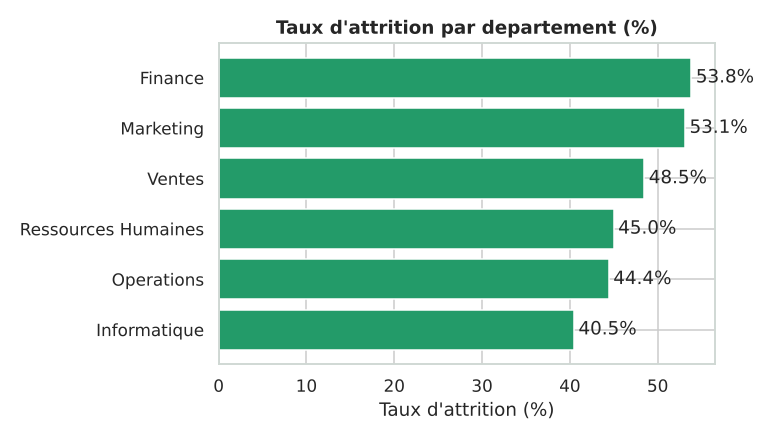 Taux d'attrition par departement (%)
Finance 53.8%
Marketing 53.1%
Ventes 48.5%
Ressources Humaines 45.0%
Operations 44.4%
Informatique 40.5%
0 10 20 30 40 50
Taux d'attrition (%)